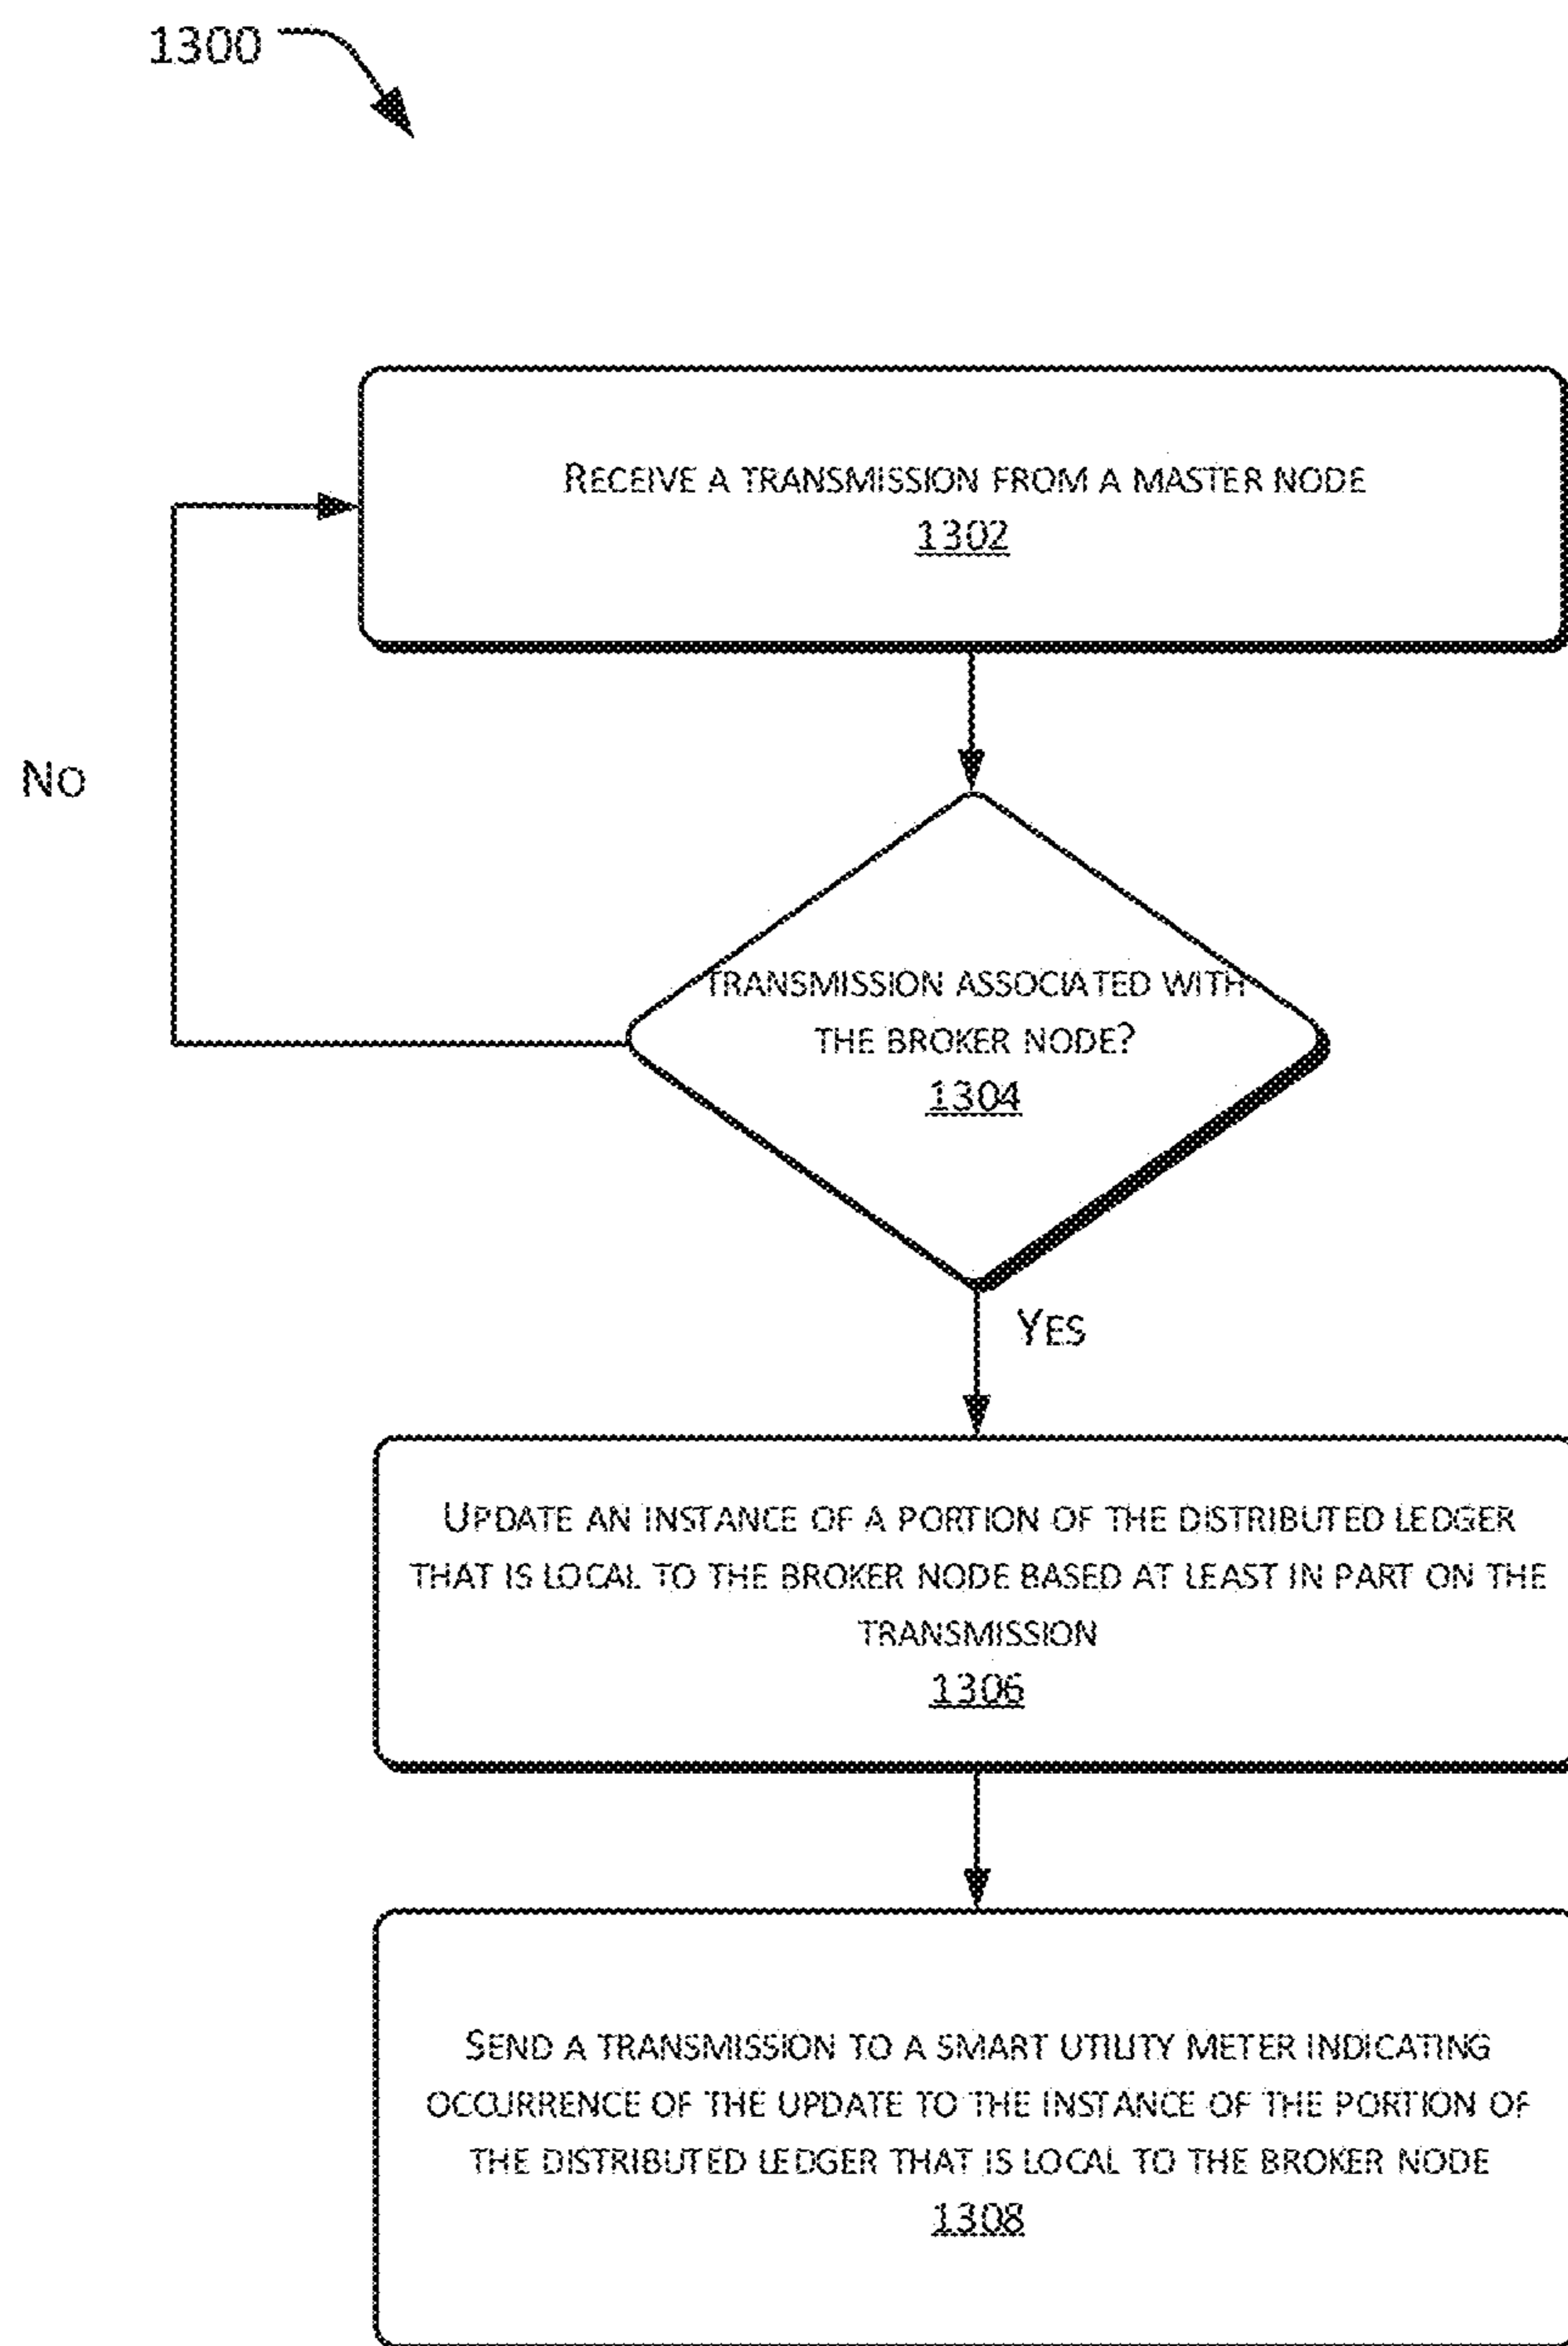 1300
RECEIVE A TRANSMISSION FROM A MASTER NODE
1302
NO
TRANSMISSION ASSOCIATED WITH
THE BROKER NODE?
1304
YES
UPDATE AN INSTANCE OF A PORTION OF THE DISTRIBUTED LEDGER
THAT IS LOCAL TO THE BROKER NODE BASED AT LEAST IN PART ON THE
TRANSMISSION
1306
SEND A TRANSMISSION TO A SMART UTILITY METER INDICATING
OCCURRENCE OF THE UPDATE TO THE INSTANCE OF THE PORTION OF
THE DISTRIBUTED LEDGER THAT IS LOCAL TO THE BROKER NODE
1308